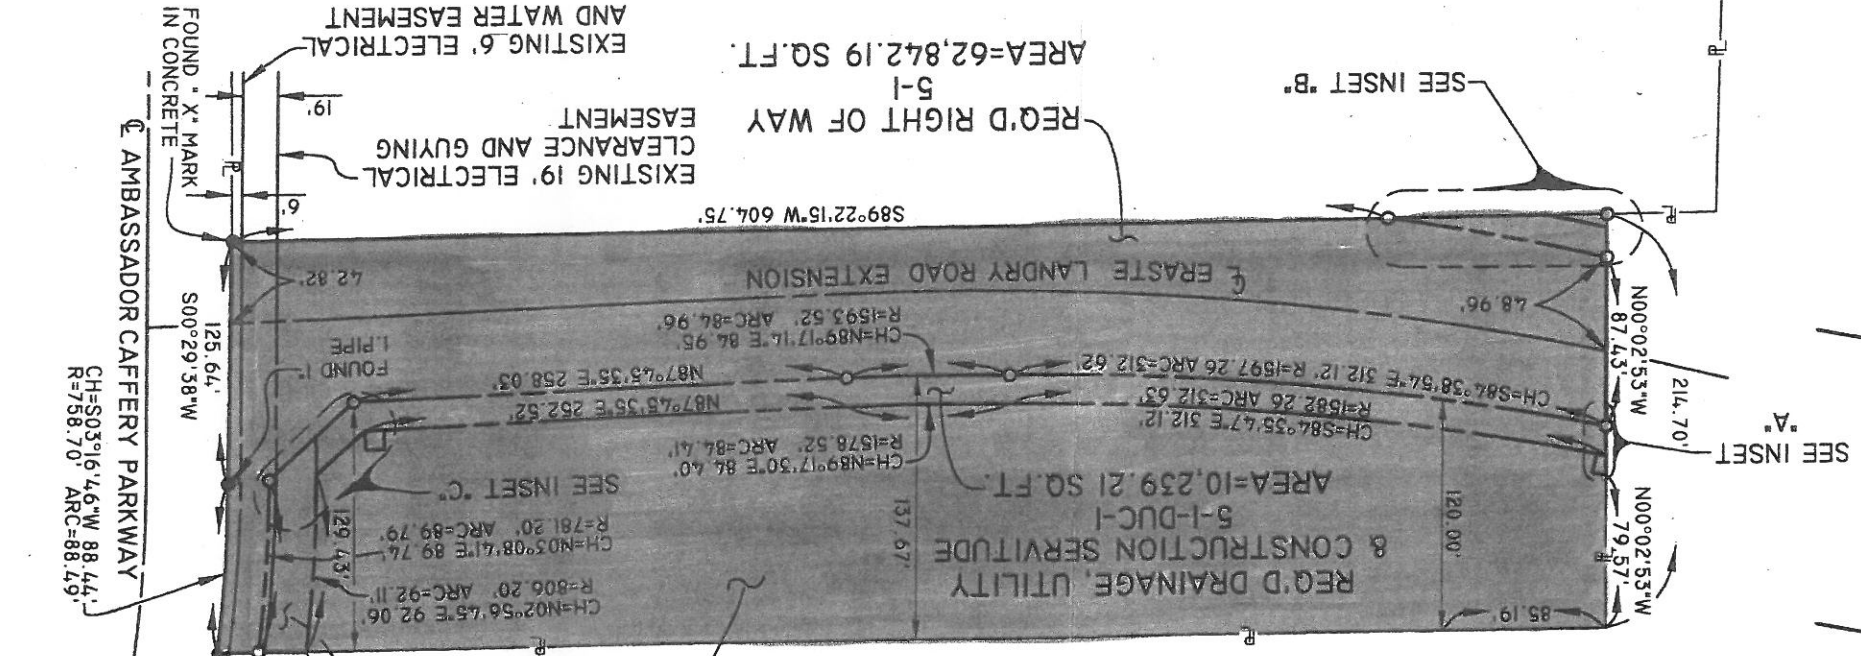 EXISTING 6' ELECTRICAL
AND WATER EASEMENT
FOUND "X" MARK
IN CONCRETE
REQ'D RIGHT OF WAY
5-1
AREA=62,842.19 SQ.FT.
SEE INSET "B"
EXISTING 19' ELECTRICAL
CLEARANCE AND GUYING
EASEMENT
19'
6'
S89°22'15"W 604.75'
℄ AMBASSADOR CAFFERY PARKWAY
℄ ERASTE LANDRY ROAD EXTENSION
42.82'
48.96'
125.64'
S00°29'38"W
FOUND 1"
I.PIPE
CH=N89°17'14"E 84.95'
R=1593.52' ARC=84.96'
N87°45'35"E 258.03'
N87°45'35"E 252.52'
CH=S84°54'38"E 312.12' R=1597.26 ARC=312.62'
CH=S84°35'47"E 312.12'
R=1582.26 ARC=312.63'
CH=N89°17'30"E 84.40'
R=1578.52' ARC=84.41'
N00°02'53"W
87.43'
214.70'
SEE INSET
"A"
N00°02'53"W
79.57'
SEE INSET "C"
CH=N03°08'41"E 89.74'
R=781.20' ARC=89.79'
CH=N02°56'45"E 92.06'
R=806.20' ARC=92.11'
129.43'
137.67'
120.00'
85.19'
REQ'D DRAINAGE, UTILITY
& CONSTRUCTION SERVITUDE
5-1-DUC-1
AREA=10,239.21 SQ.FT.
CH=S03°16'46"W 88.44'
R=758.70' ARC=88.49'